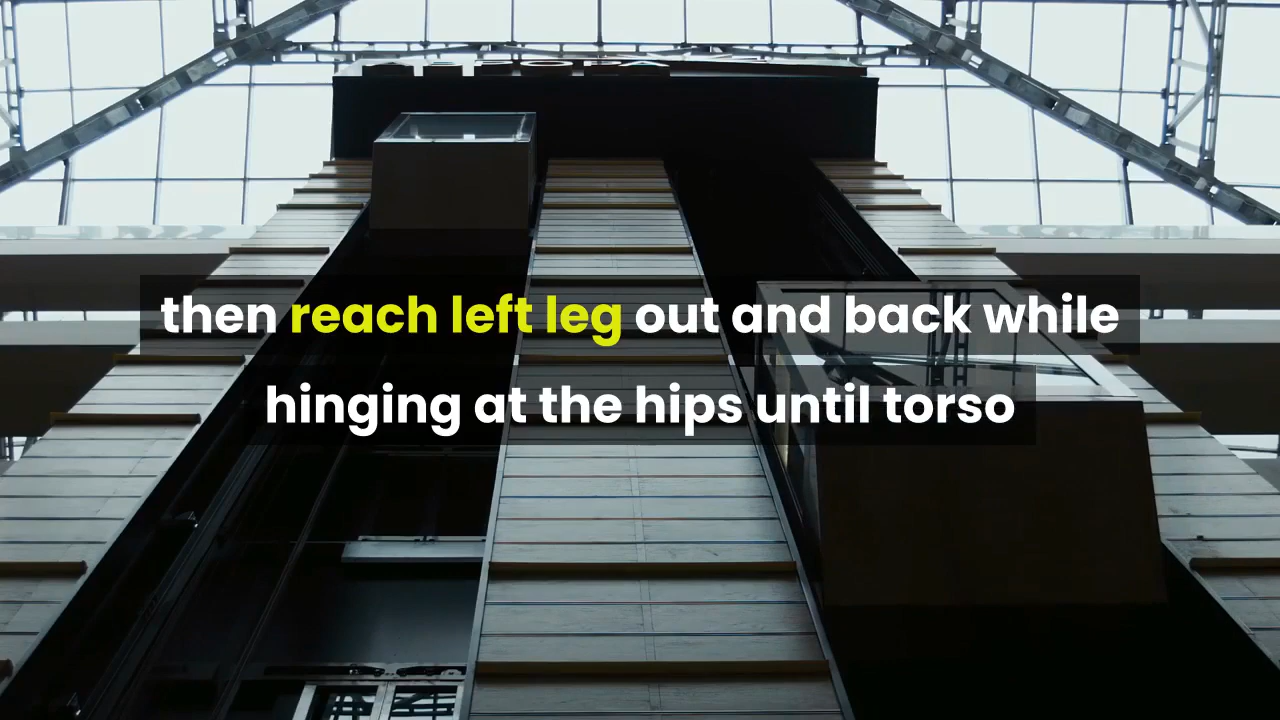 then reach left leg out and back while
hinging at the hips until torso